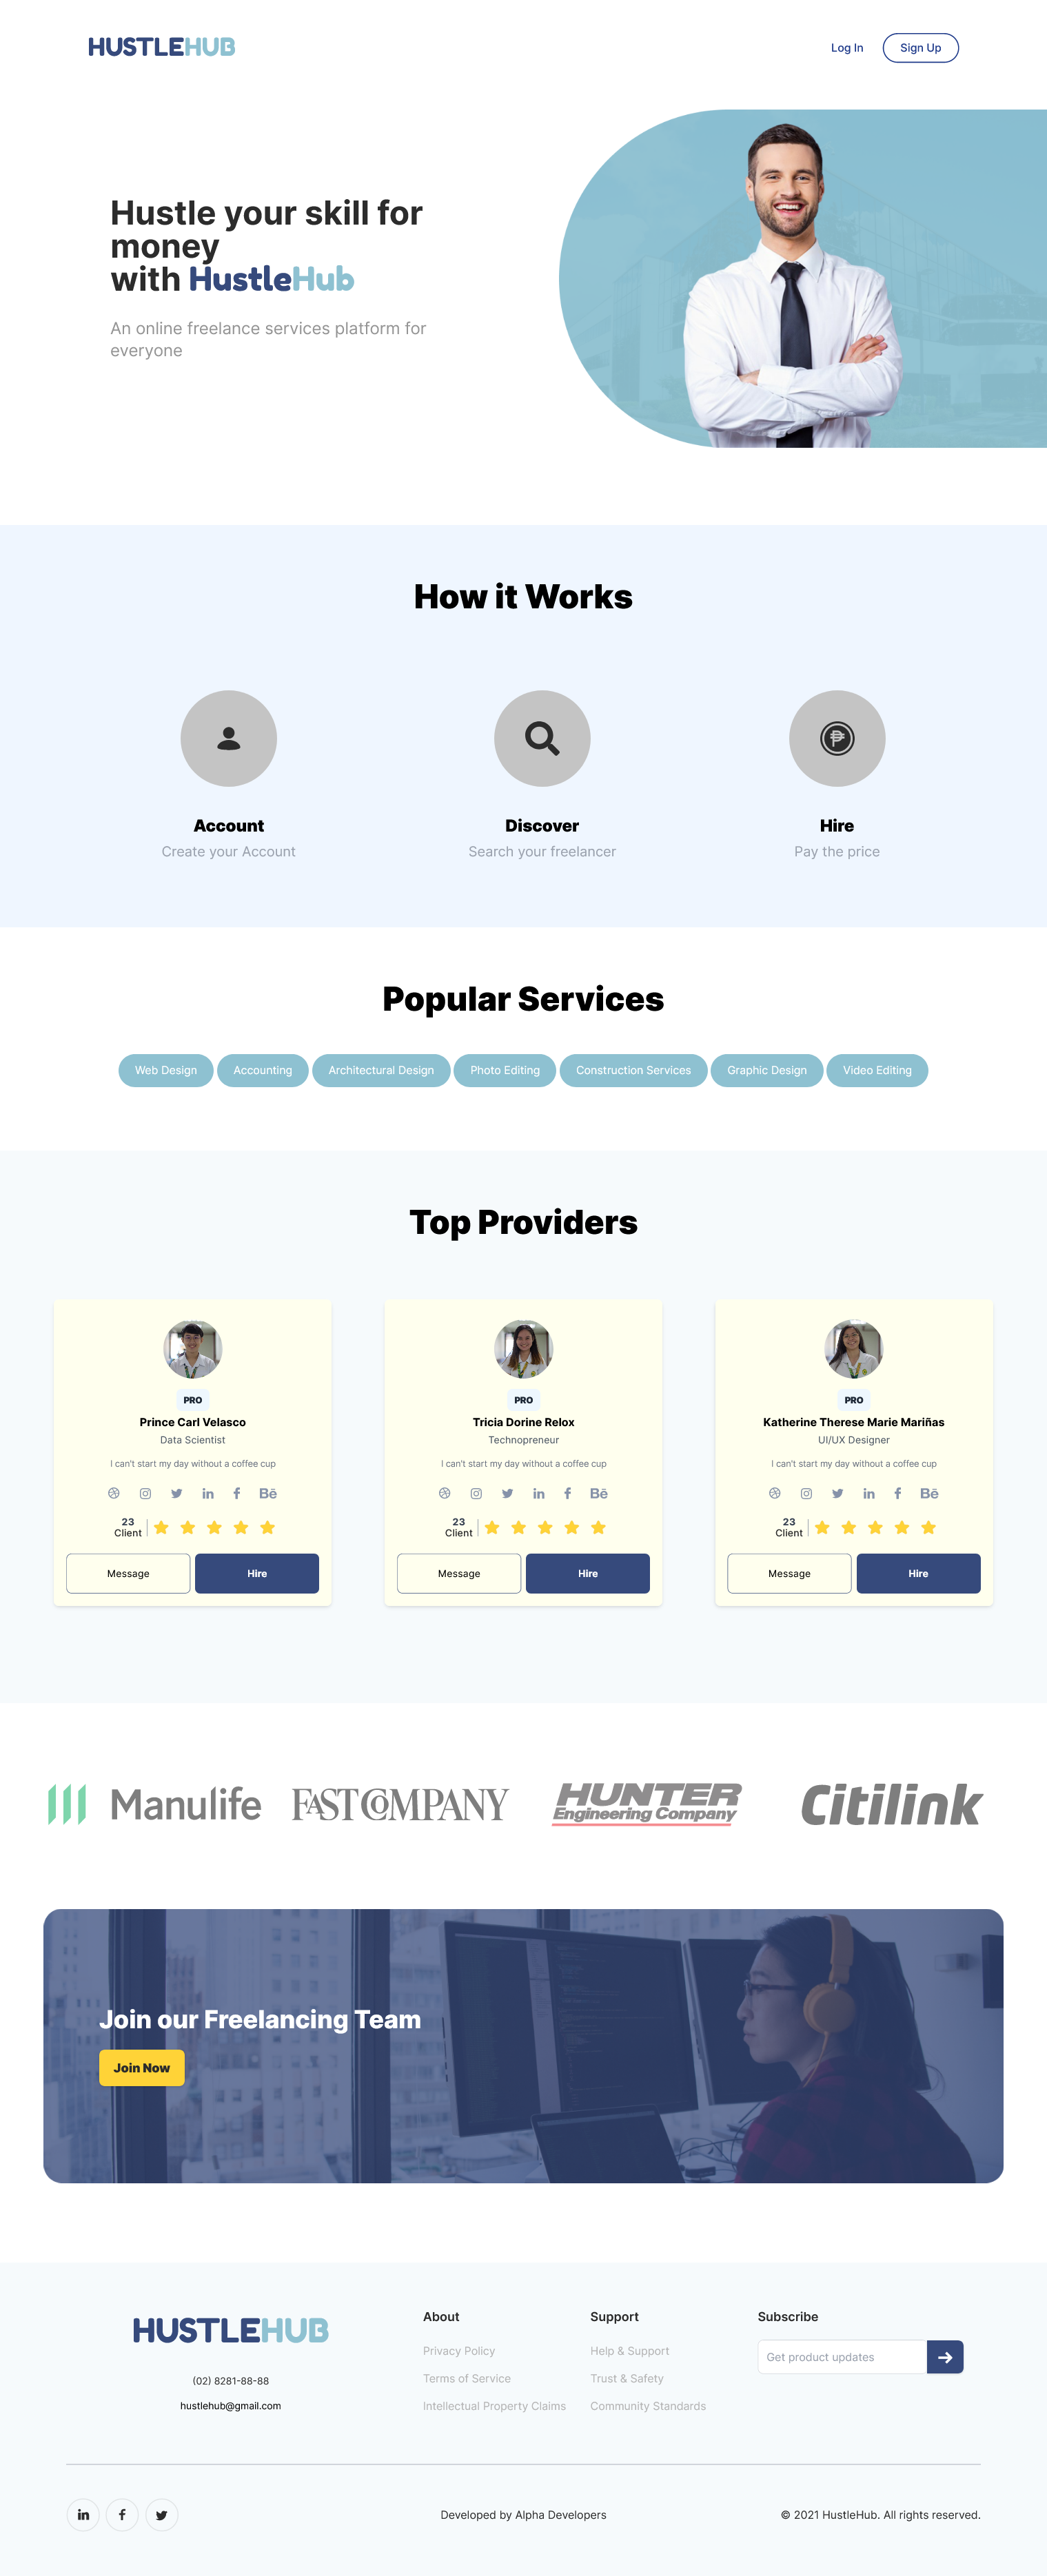 HUSTLEHUB
Log In
Sign Up
Hustle your skill for
money
with HustleHub
An online freelance services platform for
everyone
How it Works
Account
Create your Account
Discover
Search your freelancer
Hire
Pay the price
Popular Services
Web Design
Accounting
Architectural Design
Photo Editing
Construction Services
Graphic Design
Video Editing
Top Providers
PRO
Prince Carl Velasco
Data Scientist
I can't start my day without a coffee cup
23
Client
Message
Hire
PRO
Tricia Dorine Relox
Technopreneur
I can't start my day without a coffee cup
23
Client
Message
Hire
PRO
Katherine Therese Marie Mariñas
UI/UX Designer
I can't start my day without a coffee cup
23
Client
Message
Hire
Manulife
FAST COMPANY
HUNTER
Engineering Company
Citilink
Join our Freelancing Team
Join Now
HUSTLEHUB
(02) 8281-88-88
hustlehub@gmail.com
About
Privacy Policy
Terms of Service
Intellectual Property Claims
Support
Help & Support
Trust & Safety
Community Standards
Subscribe
Get product updates
Developed by Alpha Developers
© 2021 HustleHub. All rights reserved.